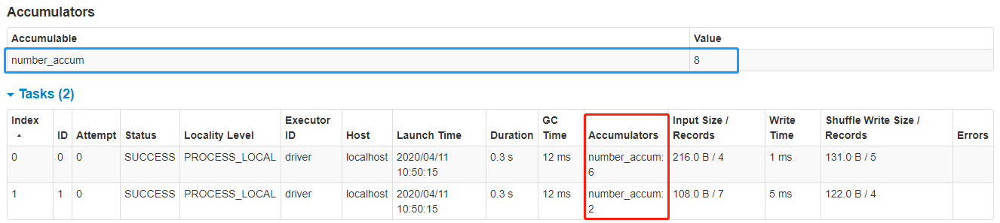 Accumulators
Accumulable Value
number_accum 8
Tasks (2)
Index ID Attempt Status Locality Level Executor ID Host Launch Time Duration GC Time Accumulators Input Size / Records Write Time Shuffle Write Size / Records Errors
0 0 0 SUCCESS PROCESS_LOCAL driver localhost 2020/04/11 10:50:15 0.3 s 12 ms number_accum: 6 216.0 B / 4 1 ms 131.0 B / 5
1 1 0 SUCCESS PROCESS_LOCAL driver localhost 2020/04/11 10:50:15 0.3 s 12 ms number_accum: 2 108.0 B / 7 5 ms 122.0 B / 4